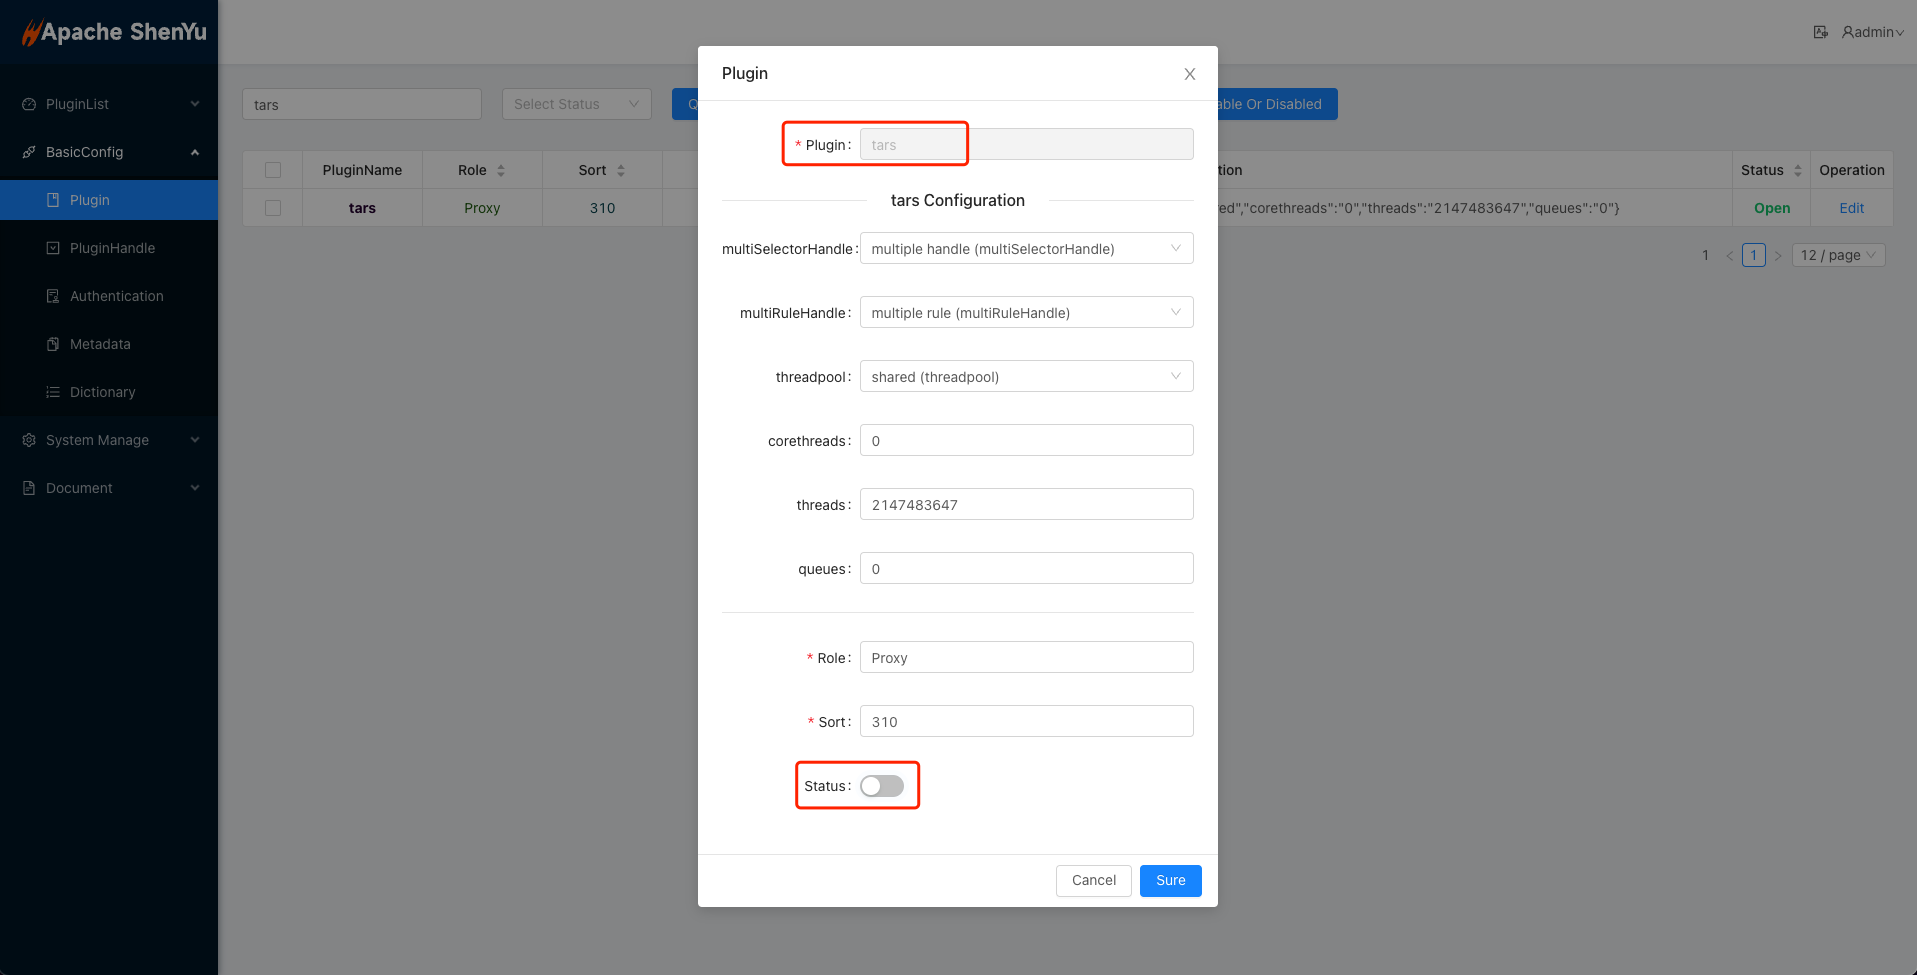 Apache ShenYu
admin
PluginList
BasicConfig
Plugin
PluginHandle
Authentication
Metadata
Dictionary
System Manage
Document
tars
Select Status
able Or Disabled
PluginName
Role
Sort
tion
Status
Operation
tars
Proxy
310
red","corethreads":"0","threads":"2147483647","queues":"0"}
Open
Edit
1 < 1 > 12 / page
Plugin
* Plugin: tars
tars Configuration
multiSelectorHandle: multiple handle (multiSelectorHandle)
multiRuleHandle: multiple rule (multiRuleHandle)
threadpool: shared (threadpool)
corethreads: 0
threads: 2147483647
queues: 0
* Role: Proxy
* Sort: 310
Status:
Cancel
Sure